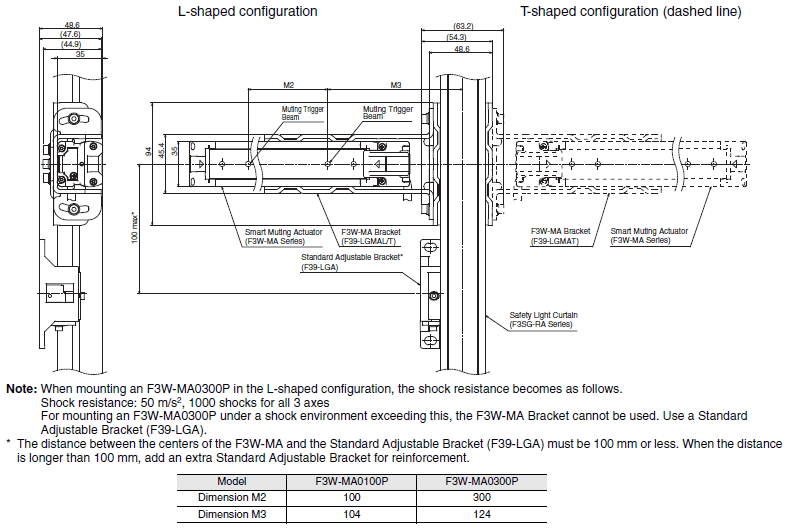 L-shaped configuration
T-shaped configuration (dashed line)
48.6
(47.6)
(44.9)
35
(63.2)
(54.3)
48.6
M2
M3
Muting Trigger
Beam
Muting Trigger
Beam
94
45.4
35
100 max*
Smart Muting Actuator
(F3W-MA Series)
F3W-MA Bracket
(F39-LGMAL/T)
Standard Adjustable Bracket*
(F39-LGA)
F3W-MA Bracket
(F39-LGMAT)
Smart Muting Actuator
(F3W-MA Series)
Safety Light Curtain
(F3SG-RA Series)
Note: When mounting an F3W-MA0300P in the L-shaped configuration, the shock resistance becomes as follows.
Shock resistance: 50 m/s², 1000 shocks for all 3 axes
For mounting an F3W-MA0300P under a shock environment exceeding this, the F3W-MA Bracket cannot be used. Use a Standard
Adjustable Bracket (F39-LGA).
* The distance between the centers of the F3W-MA and the Standard Adjustable Bracket (F39-LGA) must be 100 mm or less. When the distance
is longer than 100 mm, add an extra Standard Adjustable Bracket for reinforcement.
Model F3W-MA0100P F3W-MA0300P
Dimension M2 100 300
Dimension M3 104 124